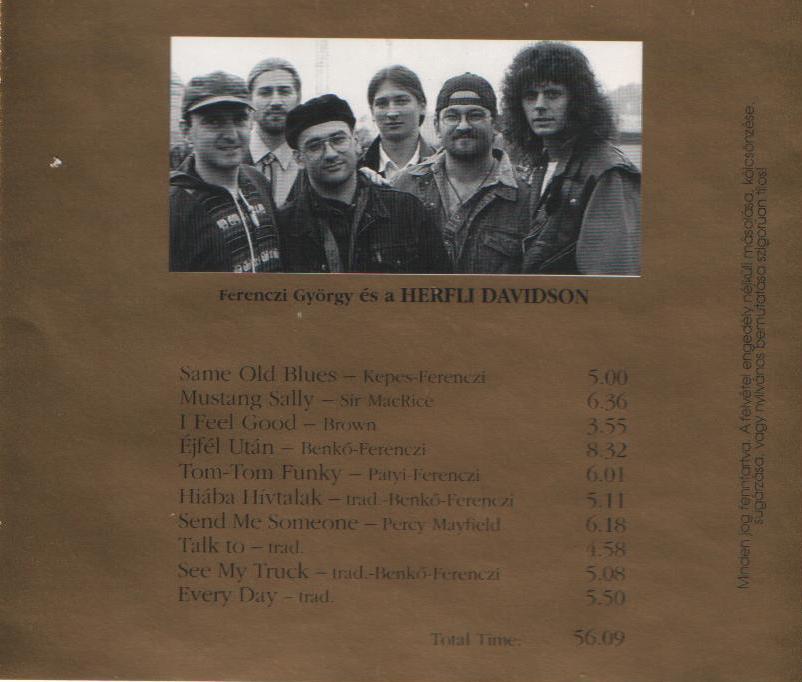 Ferenczi György és a HERFLI DAVIDSON
Same Old Blues – Kepes-Ferenczi 5.00
Mustang Sally – Sir MacRice 6.36
I Feel Good – Brown 3.55
Éjfél Után – Benkő-Ferenczi 8.32
Tom-Tom Funky – Patyi-Ferenczi 6.01
Hiába Hívtalak – trad.-Benkő-Ferenczi 5.11
Send Me Someone – Percy Mayfield 6.18
Talk to – trad. 4.58
See My Truck – trad.-Benkő-Ferenczi 5.08
Every Day – trad. 5.50
Total Time: 56.09
Minden jog fenntartva. A felvétel engedély nélküli másolása, kölcsönzése,
sugárzása, vagy nyilvános bemutatása szigorúan tilos!